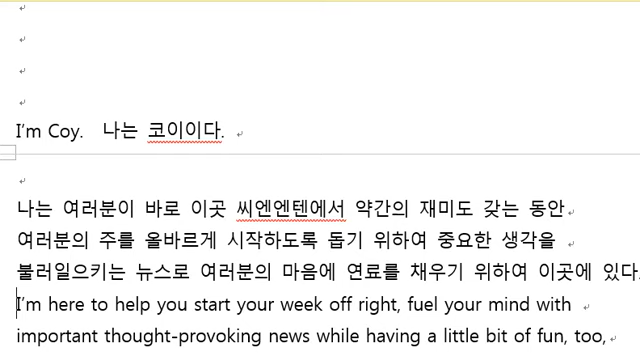 I'm Coy. 나는 코이이다.
나는 여러분이 바로 이곳 씨엔엔텐에서 약간의 재미도 갖는 동안
여러분의 주를 올바르게 시작하도록 돕기 위하여 중요한 생각을
불러일으키는 뉴스로 여러분의 마음에 연료를 채우기 위하여 이곳에 있다.
I'm here to help you start your week off right, fuel your mind with
important thought-provoking news while having a little bit of fun, too,